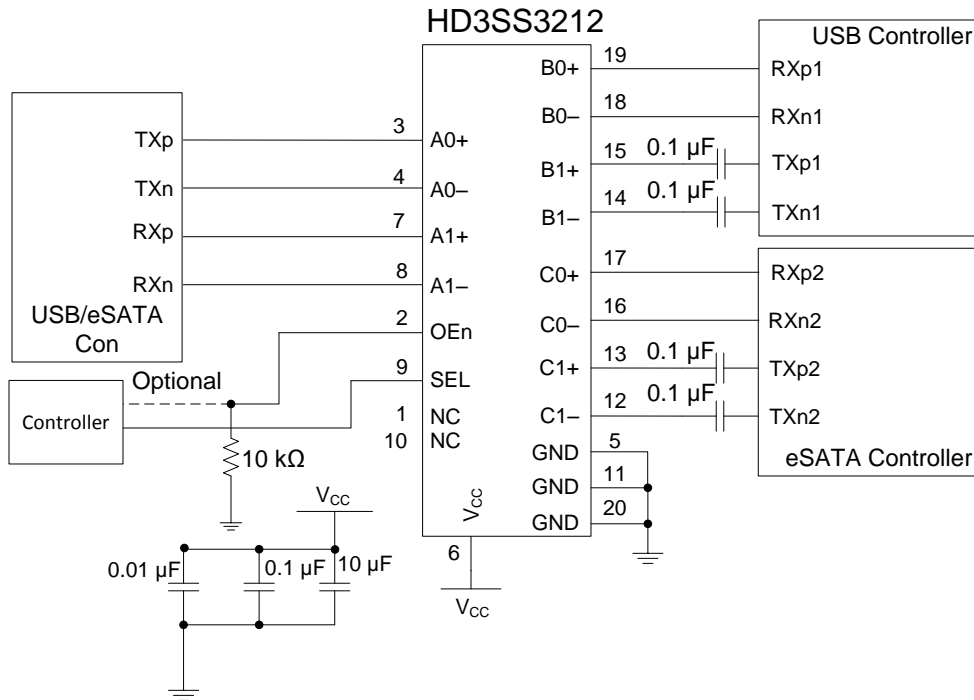 HD3SS3212
USB/eSATA
Con
TXp
TXn
RXp
RXn
3
4
7
8
2
9
1
10
A0+
A0–
A1+
A1–
OEn
SEL
NC
NC
Optional
Controller
10 kΩ
VCC
0.01 µF
0.1 µF
10 µF
VCC
6
VCC
B0+
B0–
B1+
B1–
C0+
C0–
C1+
C1–
GND
GND
GND
19
18
15
14
17
16
13
12
5
11
20
0.1 µF
0.1 µF
0.1 µF
0.1 µF
USB Controller
RXp1
RXn1
TXp1
TXn1
RXp2
RXn2
TXp2
TXn2
eSATA Controller